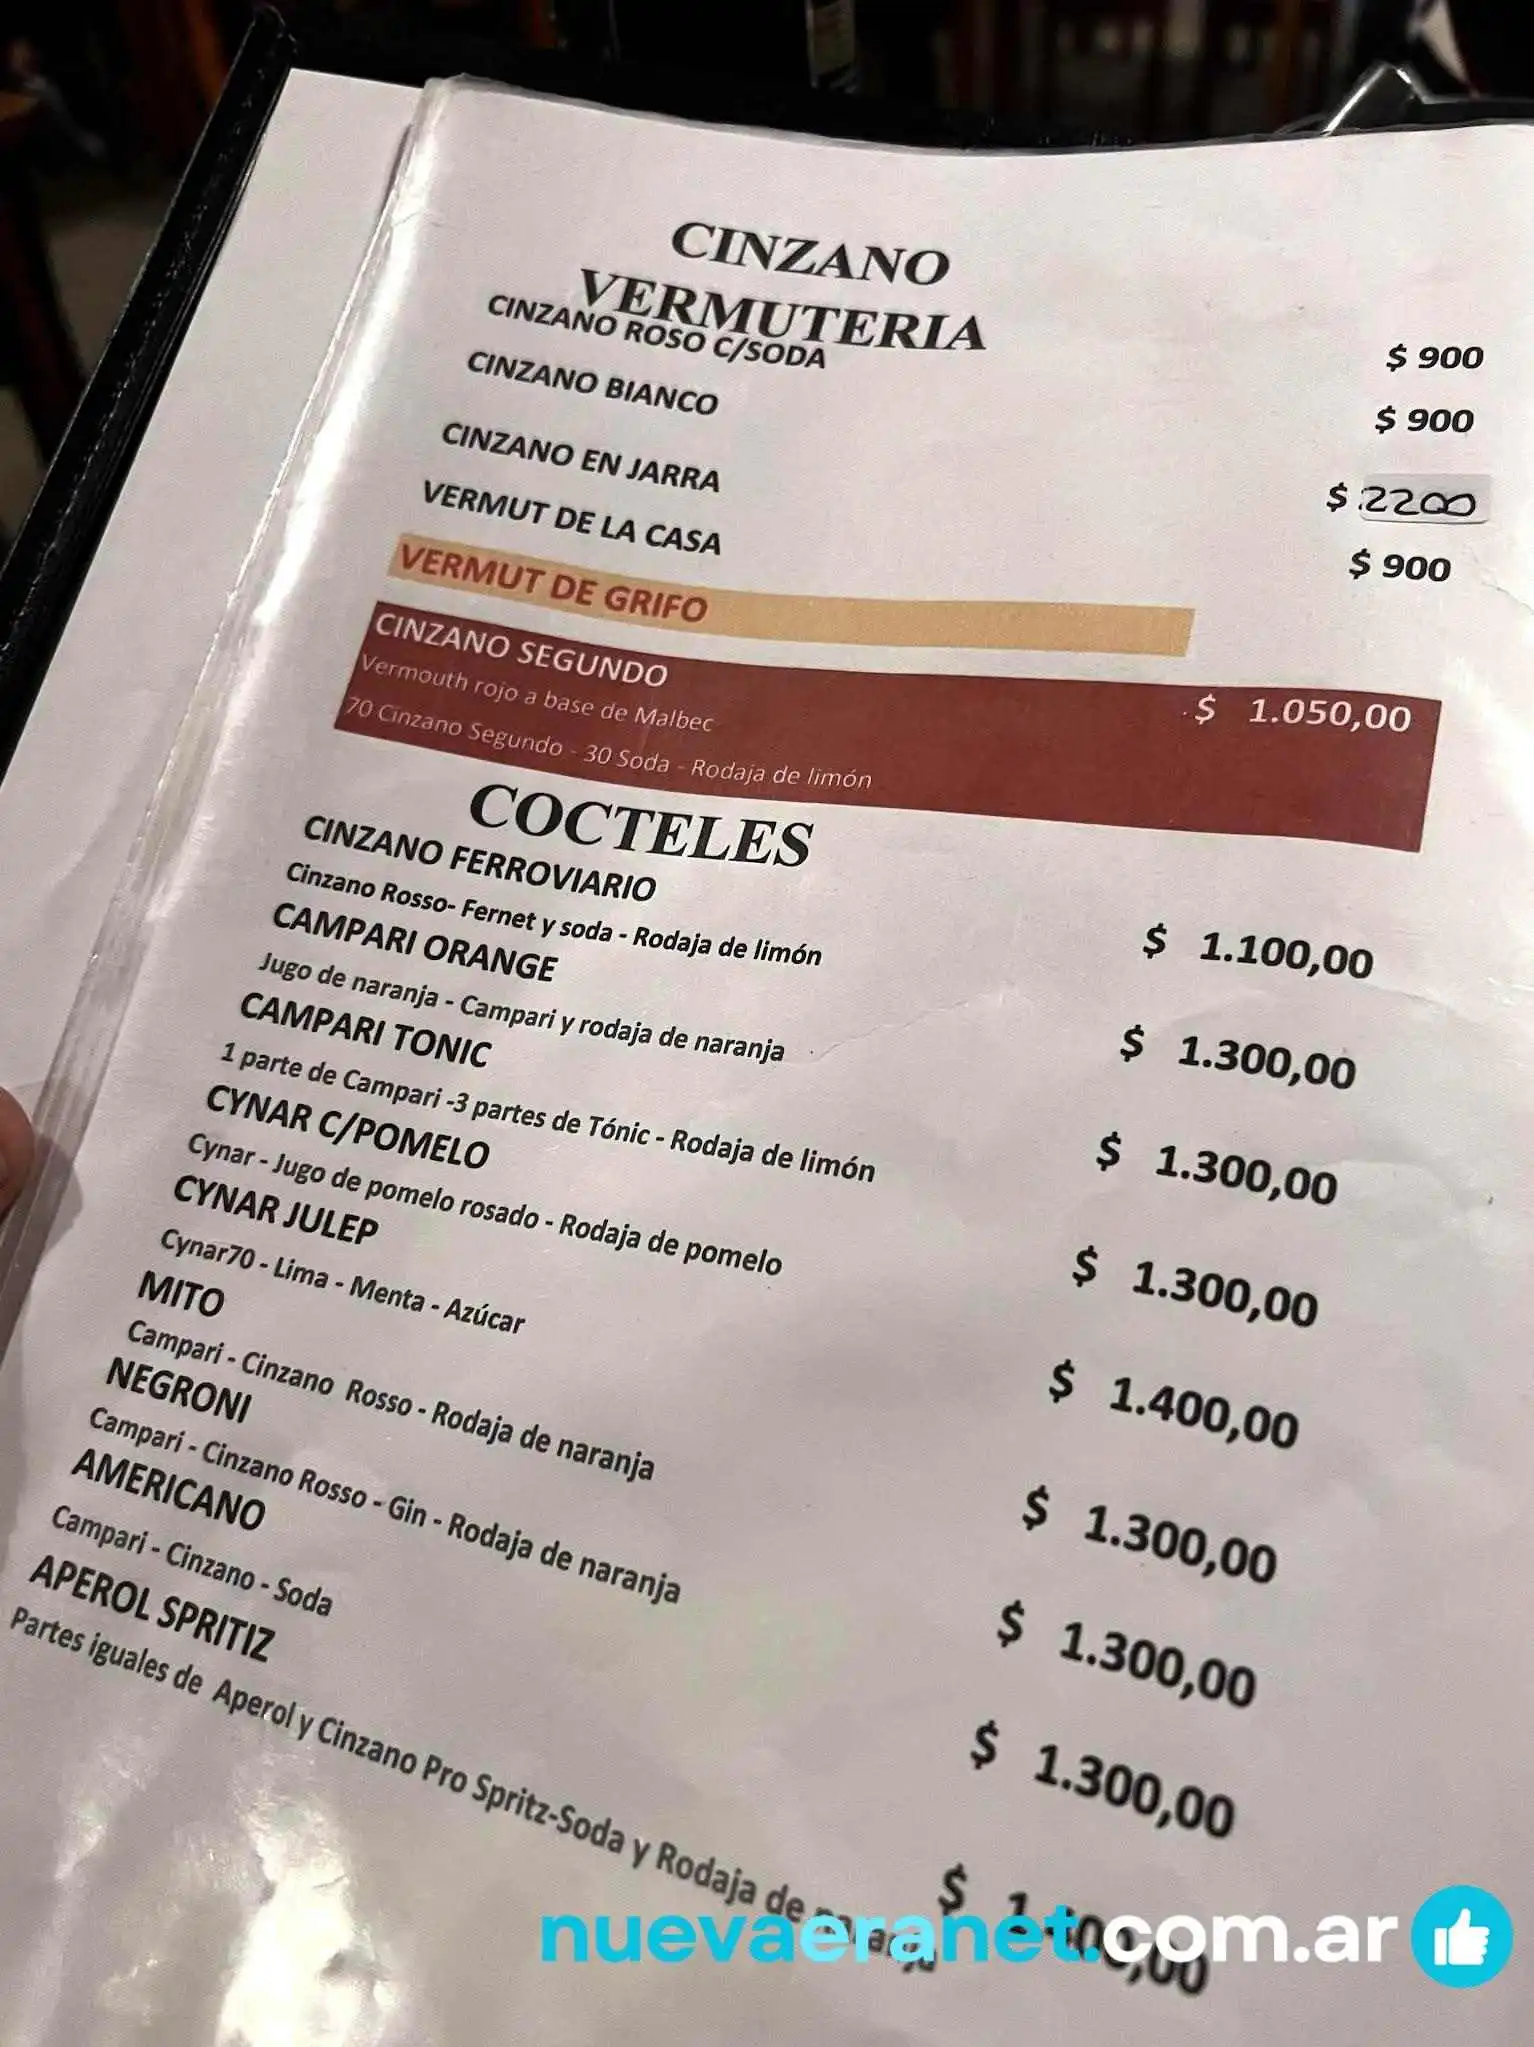 CINZANO
VERMUTERIA
CINZANO ROSO C/SODA $ 900
CINZANO BIANCO $ 900
CINZANO EN JARRA $ 2200
VERMUT DE LA CASA $ 900
VERMUT DE GRIFO
CINZANO SEGUNDO $ 1.050,00
Vermouth rojo a base de Malbec
70 Cinzano Segundo - 30 Soda - Rodaja de limón
COCTELES
CINZANO FERROVIARIO $ 1.100,00
Cinzano Rosso- Fernet y soda - Rodaja de limón
CAMPARI ORANGE $ 1.300,00
Jugo de naranja - Campari y rodaja de naranja
CAMPARI TONIC $ 1.300,00
1 parte de Campari -3 partes de Tónic - Rodaja de limón
CYNAR C/POMELO $ 1.300,00
Cynar - Jugo de pomelo rosado - Rodaja de pomelo
CYNAR JULEP $ 1.400,00
Cynar70 - Lima - Menta - Azúcar
MITO $ 1.300,00
Campari - Cinzano Rosso - Rodaja de naranja
NEGRONI $ 1.300,00
Campari - Cinzano Rosso - Gin - Rodaja de naranja
AMERICANO $ 1.300,00
Campari - Cinzano - Soda
APEROL SPRITIZ $
Partes iguales de Aperol y Cinzano Pro Spritz-Soda y Rodaja de naranja
nuevaeranet.com.ar